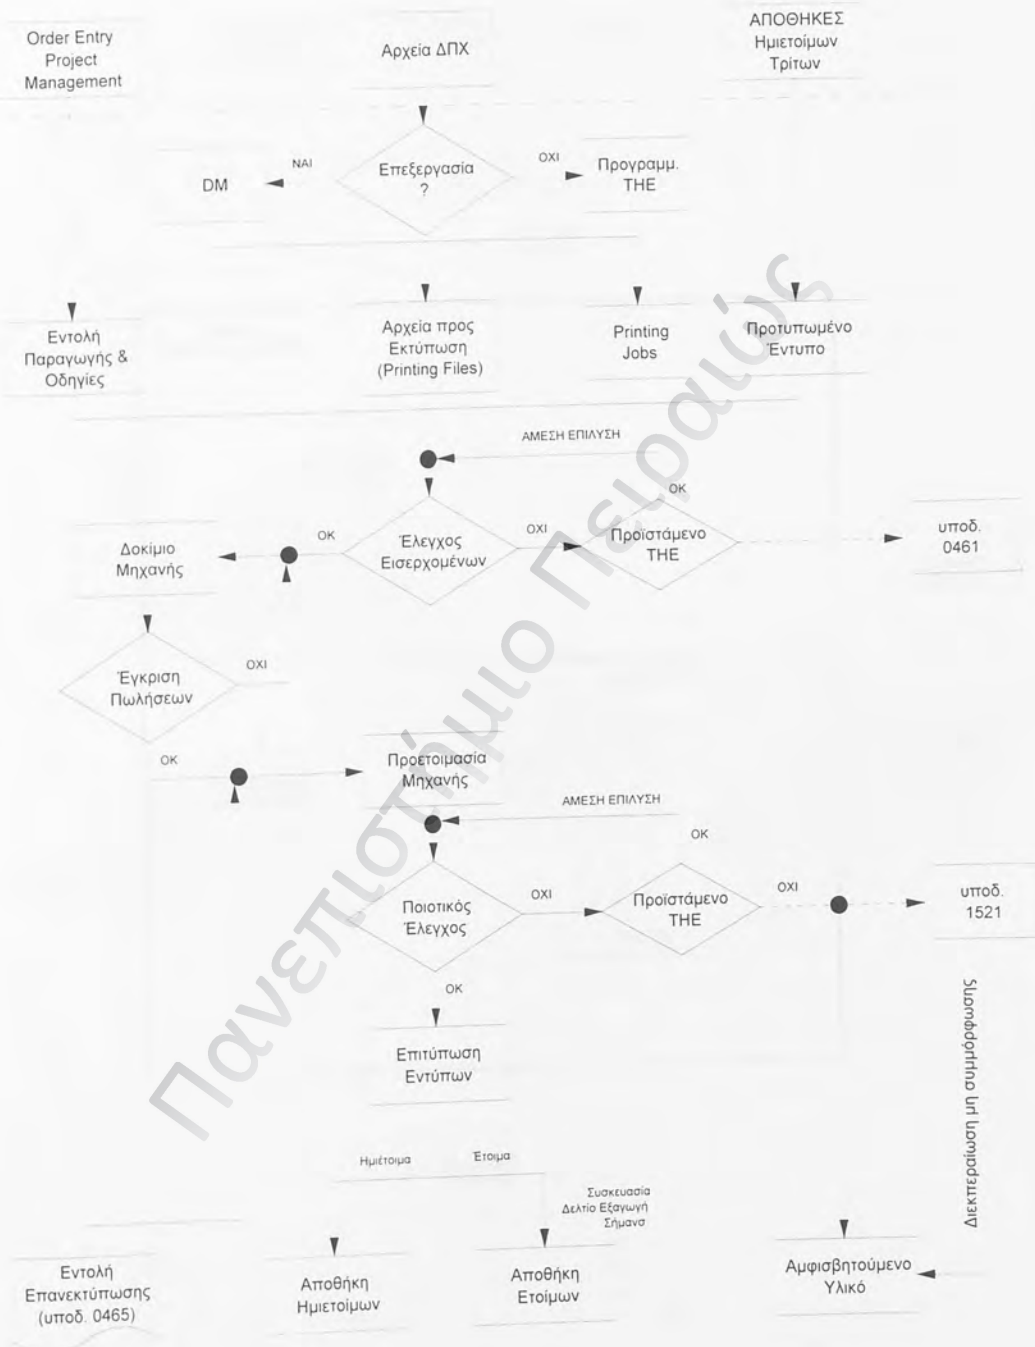 Order Entry
Project
Management
Αρχεία ΔΠΧ
ΑΠΟΘΗΚΕΣ
Ημιετοίμων
Τρίτων
DM
ΝΑΙ
Επεξεργασία
?
ΟΧΙ
Προγραμμ.
ΤΗΕ
Εντολή
Παραγωγής &
Οδηγίες
Αρχεία προς
Εκτύπωση
(Printing Files)
Printing
Jobs
Προτυπωμένο
Έντυπο
ΑΜΕΣΗ ΕΠΙΛΥΣΗ
Δοκίμιο
Μηχανής
ΟΚ
Έλεγχος
Εισερχομένων
ΟΧΙ
Προϊστάμενο
ΤΗΕ
ΟΚ
υποδ.
0461
Έγκριση
Πωλήσεων
ΟΧΙ
ΟΚ
Προετοιμασία
Μηχανής
ΑΜΕΣΗ ΕΠΙΛΥΣΗ
Ποιοτικός
Έλεγχος
ΟΧΙ
Προϊστάμενο
ΤΗΕ
ΟΚ
ΟΧΙ
υποδ.
1521
ΟΚ
Επιτύπωση
Εντύπων
Διεκπεραίωση μη συμμόρφωσης
Ημιέτοιμα
Έτοιμα
Συσκευασία
Δελτίο Εξαγωγή
Σήμανσ
Εντολή
Επανεκτύπωσης
(υποδ. 0465)
Αποθήκη
Ημιετοίμων
Αποθήκη
Ετοίμων
Αμφισβητούμενο
Υλικό
Πανεπιστήμιο Πειραιώς